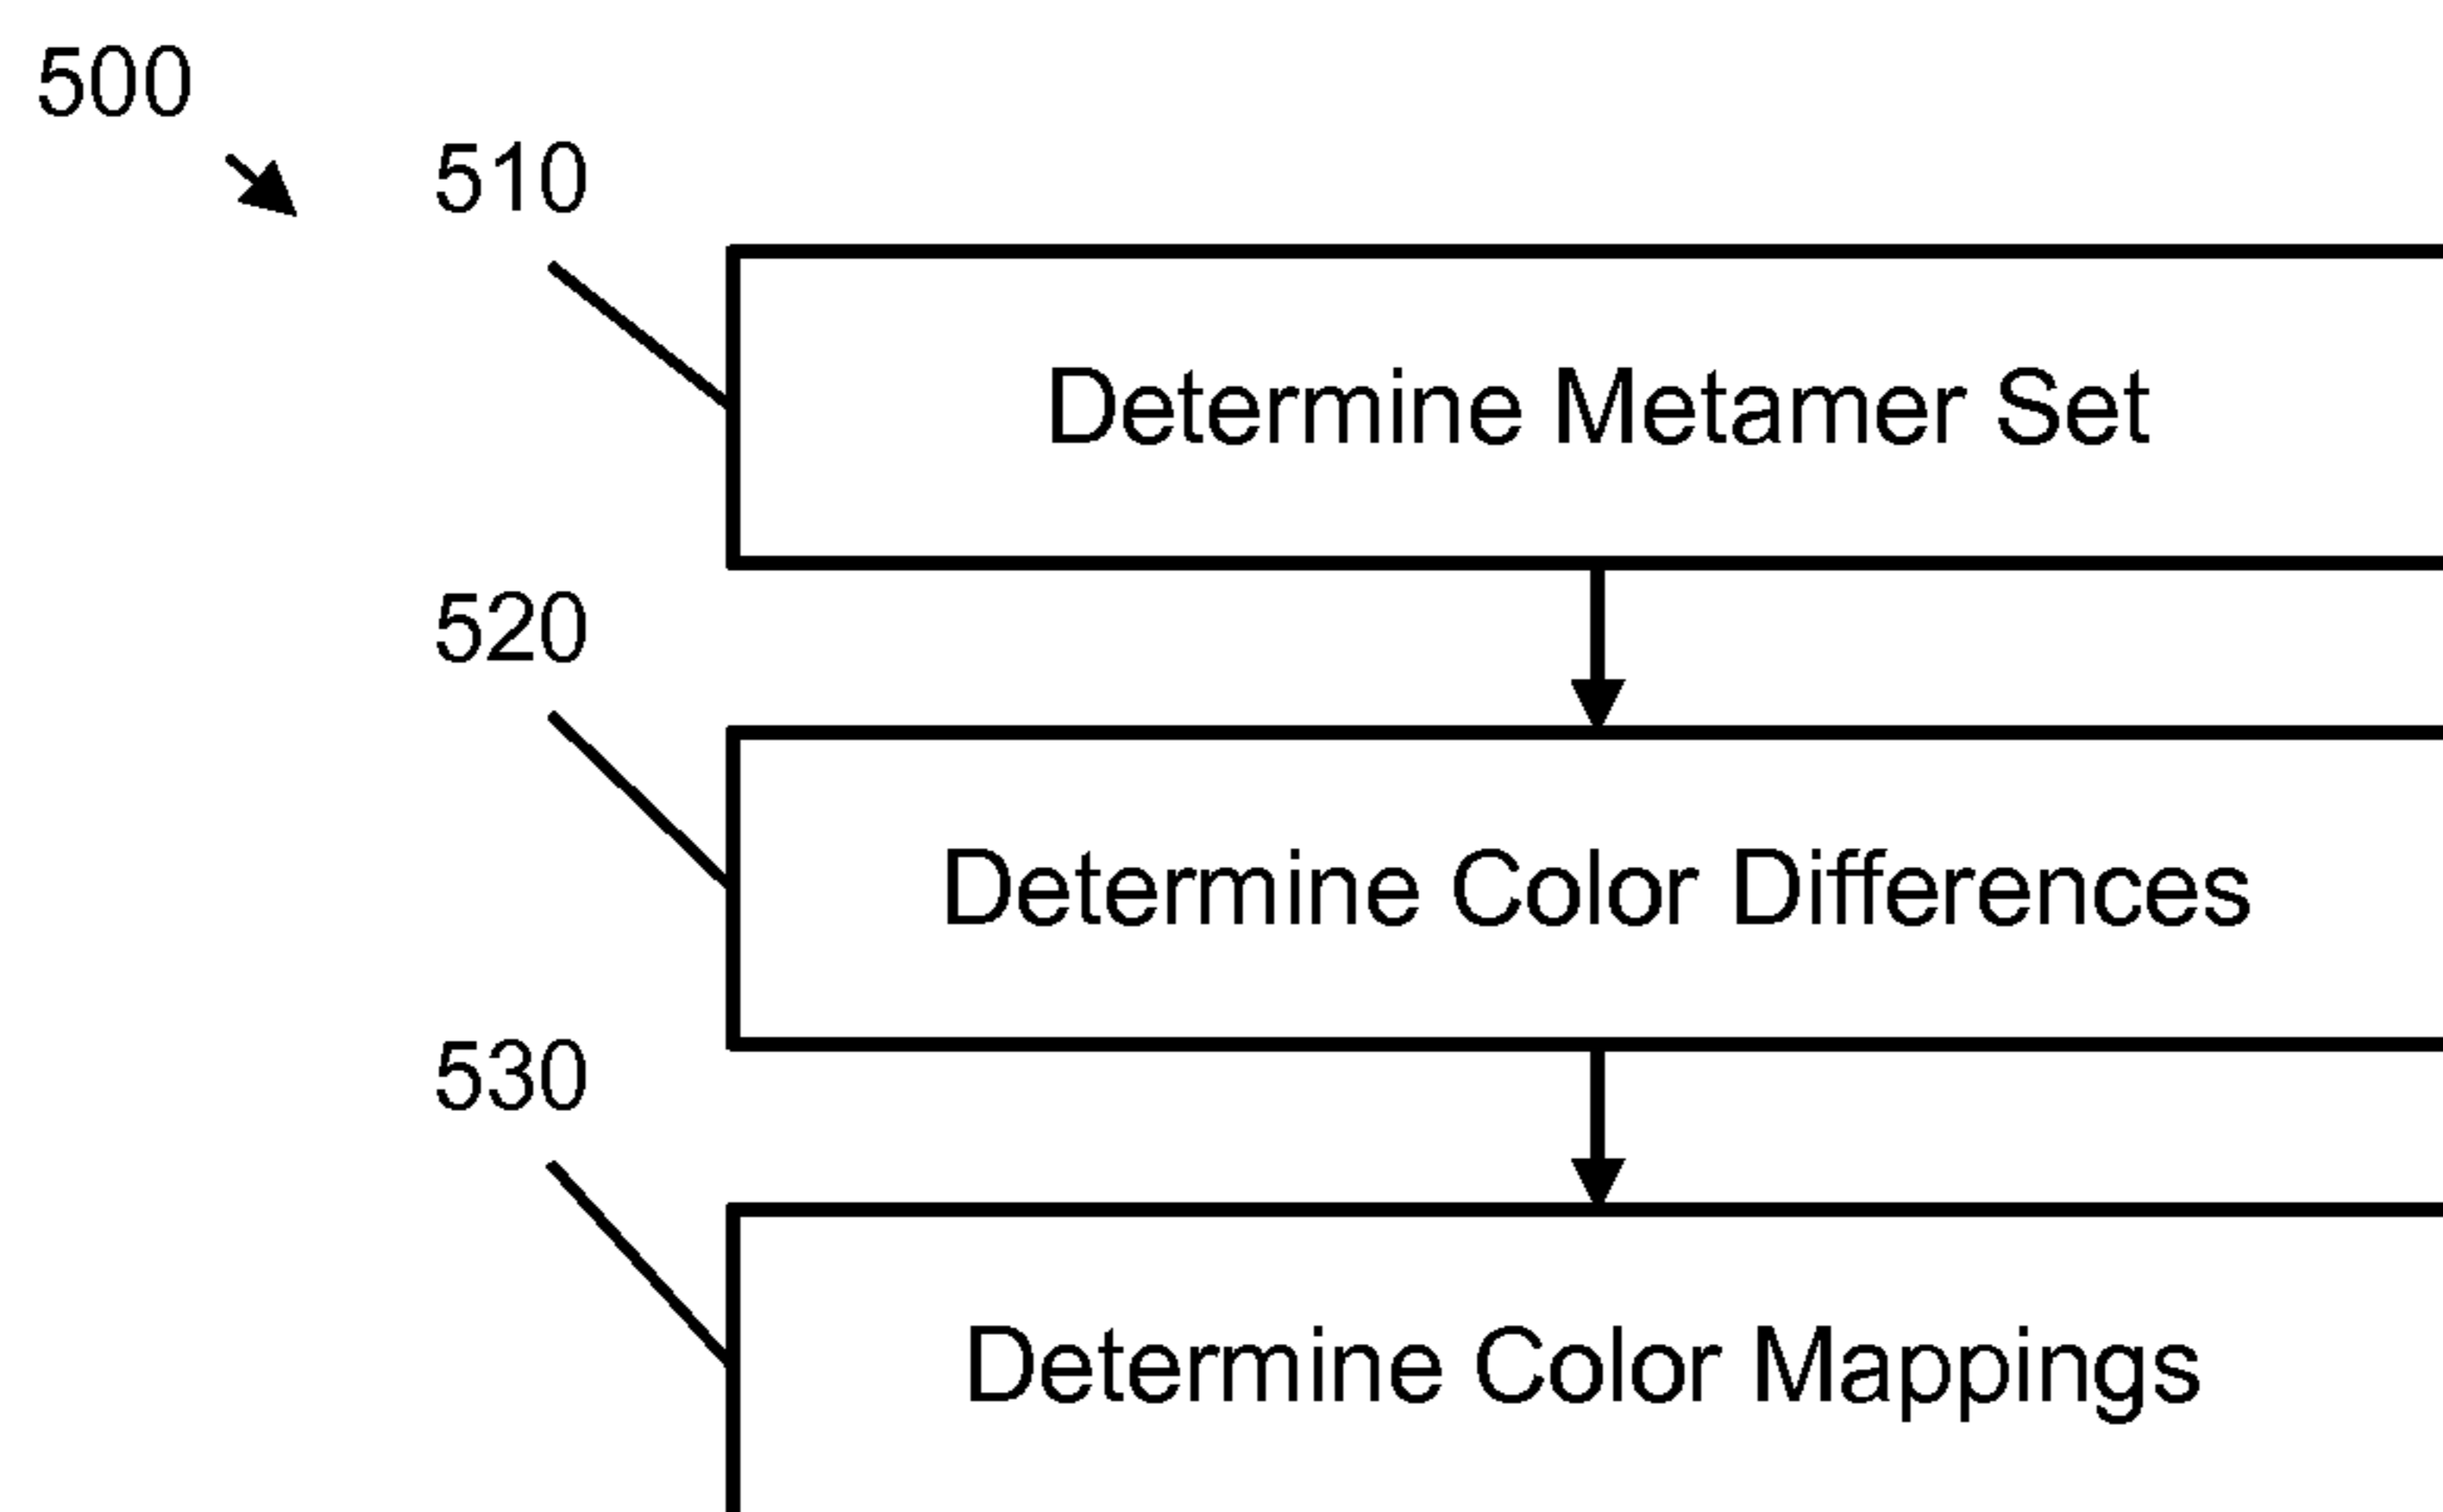 500
510
Determine Metamer Set
520
Determine Color Differences
530
Determine Color Mappings